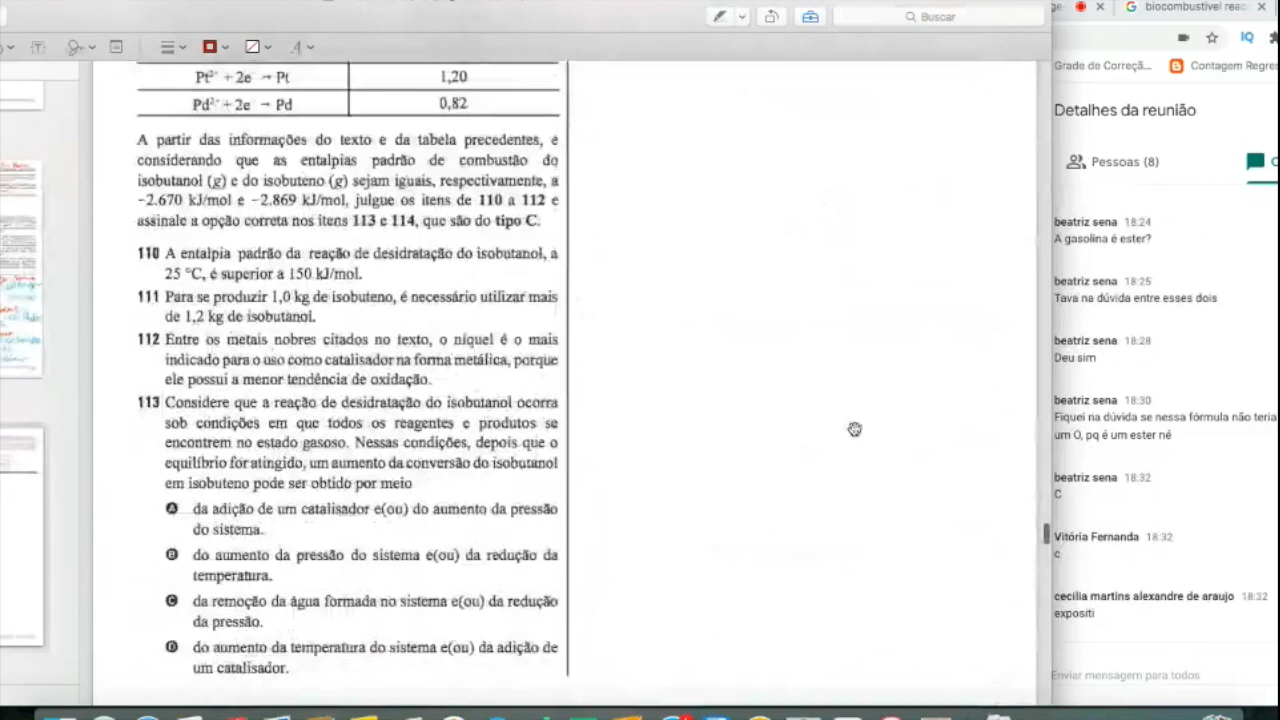 Buscar
Pt²⁺ + 2e⁻ → Pt 1,20
Pd²⁺ + 2e⁻ → Pd 0,82
A partir das informações do texto e da tabela precedentes, e
considerando que as entalpias padrão de combustão do
isobutanol (g) e do isobuteno (g) sejam iguais, respectivamente, a
−2.670 kJ/mol e −2.869 kJ/mol, julgue os itens de 110 a 112 e
assinale a opção correta nos itens 113 e 114, que são do tipo C.
110 A entalpia padrão da reação de desidratação do isobutanol, a
25 °C, é superior a 150 kJ/mol.
111 Para se produzir 1,0 kg de isobuteno, é necessário utilizar mais
de 1,2 kg de isobutanol.
112 Entre os metais nobres citados no texto, o níquel é o mais
indicado para o uso como catalisador na forma metálica, porque
ele possui a menor tendência de oxidação.
113 Considere que a reação de desidratação do isobutanol ocorra
sob condições em que todos os reagentes e produtos se
encontrem no estado gasoso. Nessas condições, depois que o
equilíbrio for atingido, um aumento da conversão do isobutanol
em isobuteno pode ser obtido por meio
A da adição de um catalisador e(ou) do aumento da pressão
do sistema.
B do aumento da pressão do sistema e(ou) da redução da
temperatura.
C da remoção da água formada no sistema e(ou) da redução
da pressão.
D do aumento da temperatura do sistema e(ou) da adição de
um catalisador.
biocombustivel reac
IQ
Grade de Correçã... Contagem Regres
Detalhes da reunião
Pessoas (8)
beatriz sena 18:24
A gasolina é ester?
beatriz sena 18:25
Tava na dúvida entre esses dois
beatriz sena 18:28
Deu sim
beatriz sena 18:30
Fiquei na dúvida se nessa fórmula não teria
um O, pq é um ester né
beatriz sena 18:32
C
Vitória Fernanda 18:32
c
cecilia martins alexandre de araujo 18:32
expositi
Enviar mensagem para todos